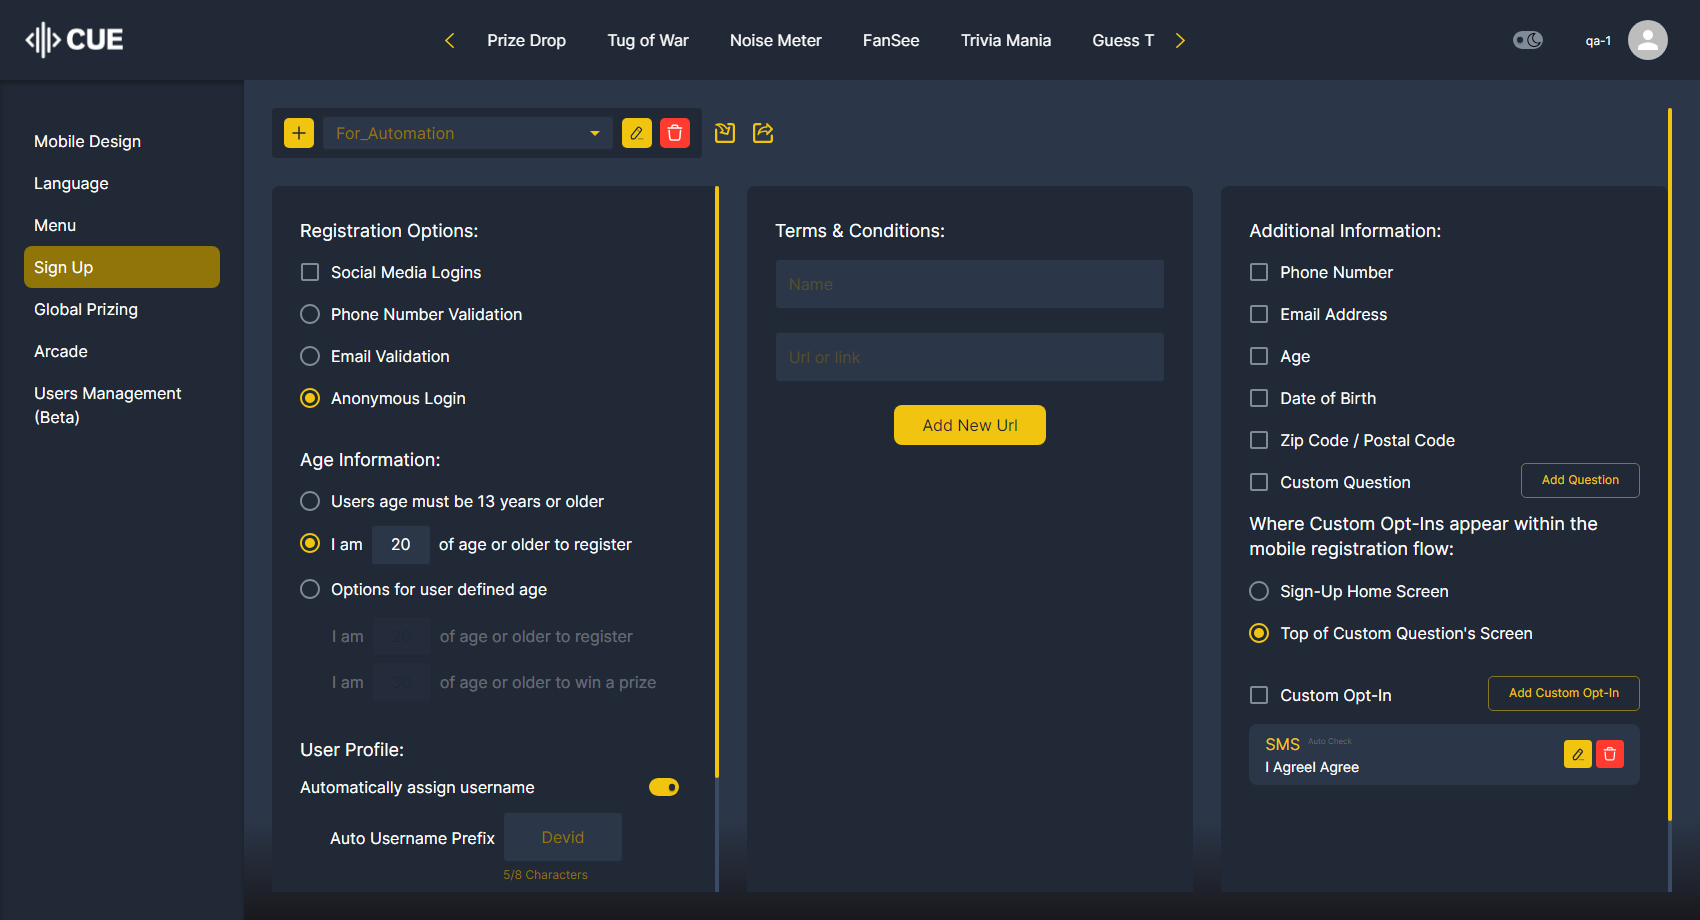 CUE
Prize Drop
Tug of War
Noise Meter
FanSee
Trivia Mania
Guess T
qa-1
Mobile Design
Language
Menu
Sign Up
Global Prizing
Arcade
Users Management
(Beta)
For_Automation
Registration Options:
Social Media Logins
Phone Number Validation
Email Validation
Anonymous Login
Age Information:
Users age must be 13 years or older
I am 20 of age or older to register
Options for user defined age
I am 20 of age or older to register
I am 30 of age or older to win a prize
User Profile:
Automatically assign username
Auto Username Prefix Devid
5/8 Characters
Terms & Conditions:
Name
Url or link
Add New Url
Additional Information:
Phone Number
Email Address
Age
Date of Birth
Zip Code / Postal Code
Custom Question Add Question
Where Custom Opt-Ins appear within the
mobile registration flow:
Sign-Up Home Screen
Top of Custom Question's Screen
Custom Opt-In Add Custom Opt-In
SMS Auto Check
I AgreeI Agree